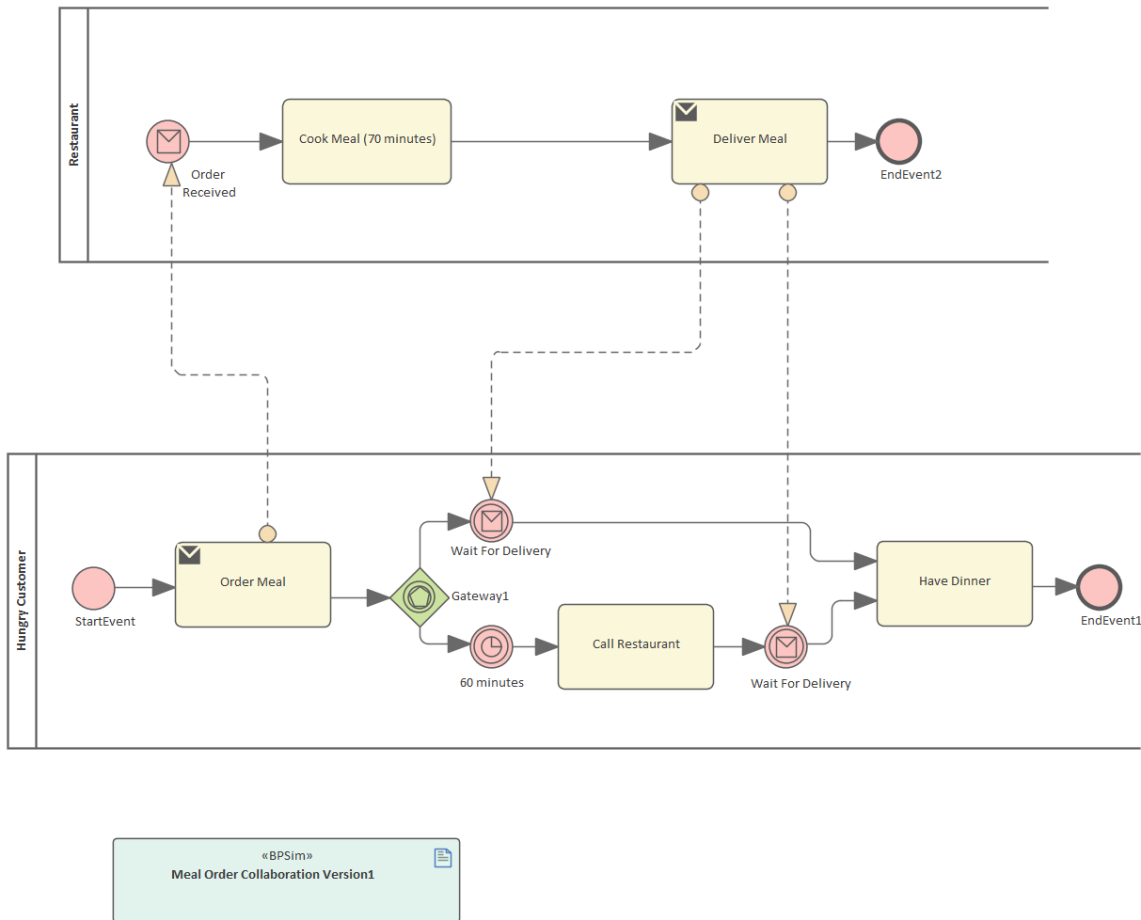 Restaurant
Cook Meal (70 minutes)
Deliver Meal
Order
Received
EndEvent2
Hungry Customer
Order Meal
StartEvent
Gateway1
Wait For Delivery
60 minutes
Call Restaurant
Wait For Delivery
Have Dinner
EndEvent1
«BPSim»
Meal Order Collaboration Version1